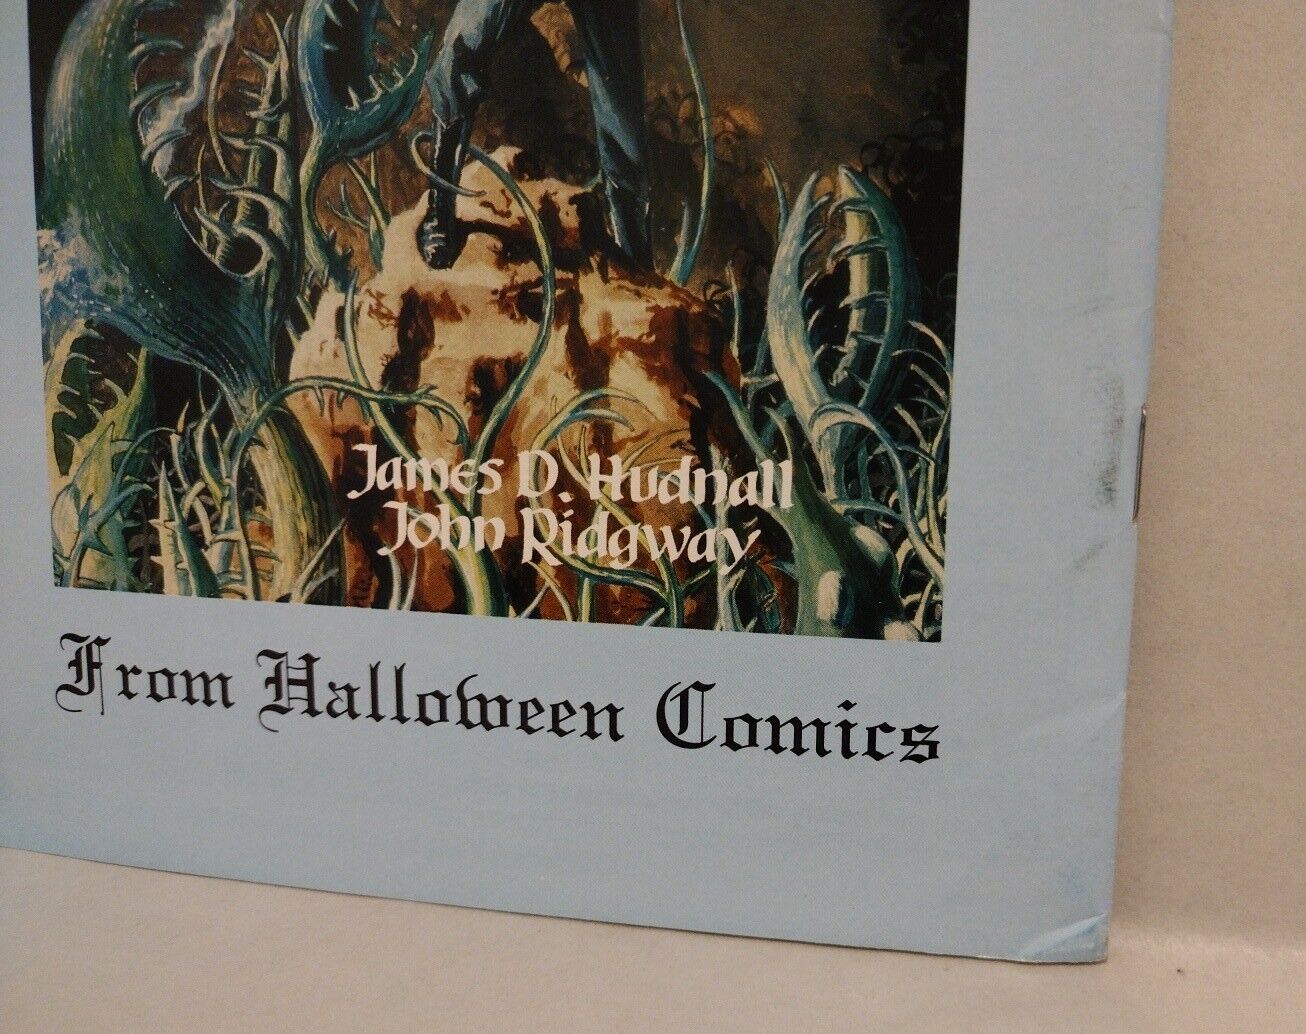 James D. Hudnall
John Ridgway
From Halloween Comics